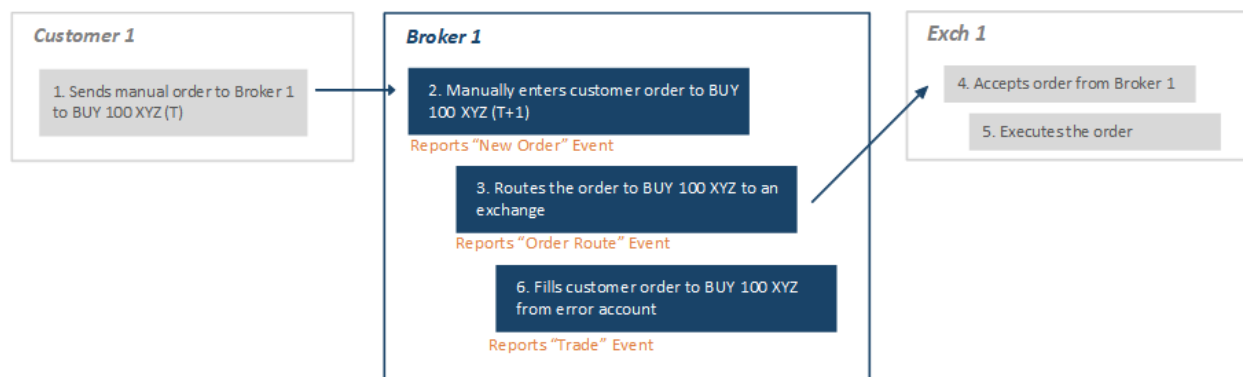 Customer 1
1. Sends manual order to Broker 1
to BUY 100 XYZ (T)
Broker 1
2. Manually enters customer order to BUY
100 XYZ (T+1)
Reports “New Order” Event
3. Routes the order to BUY 100 XYZ to an
exchange
Reports “Order Route” Event
6. Fills customer order to BUY 100 XYZ
from error account
Reports “Trade” Event
Exch 1
4. Accepts order from Broker 1
5. Executes the order